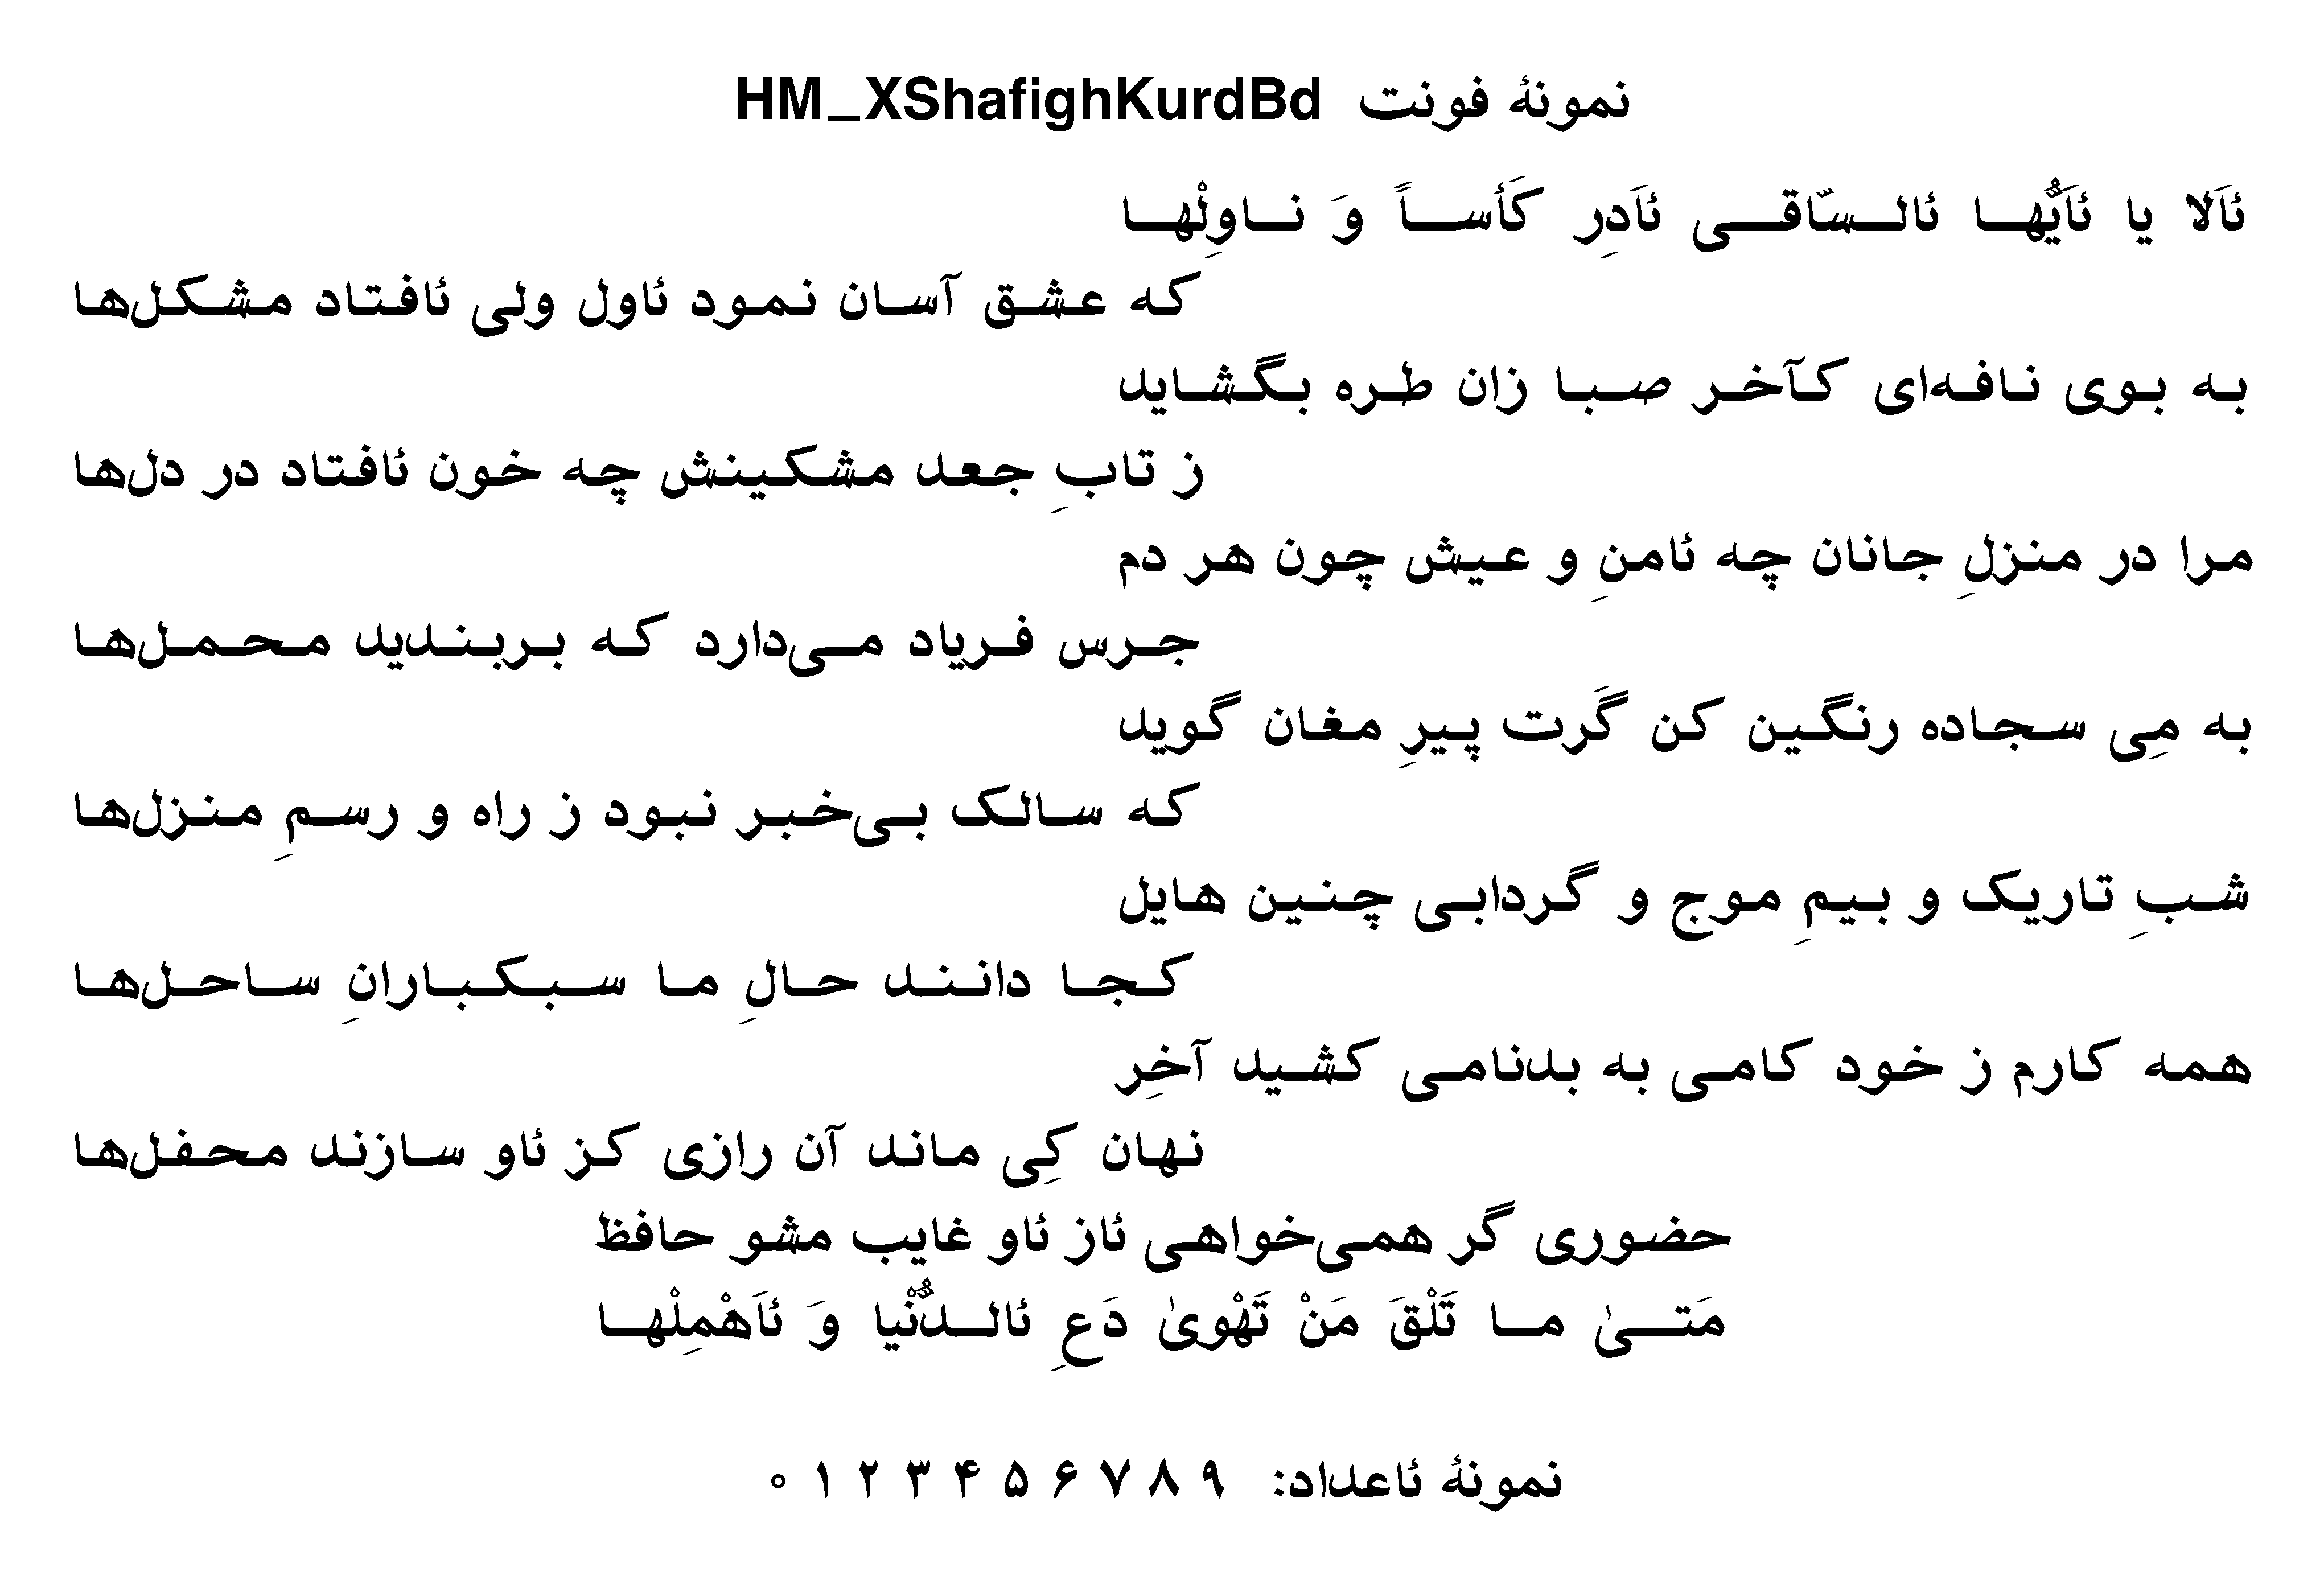 نمونهٔ فونت HM_XShafighKurdBd
ئاَلا یا ئاَیُّها ئالسّاقی ئاَدِرِ کَأساً وَ ناوِلْها
که عشق آسان نمود ئاول ولی ئافتاد مشکل‌ها
به بوی نافه‌ای کآخر صبا زان طره بگشاید
ز تابِ جعد مشکینش چه خون ئافتاد در دل‌ها
مرا در منزلِ جانان چه ئامنِ و عیش چون هر دم
جرس فریاد می‌دارد که بربندید محمل‌ها
به مِی سجاده رنگین کن گَرت پیرِ مغان گوید
که سالک بی‌خبر نبود ز راه و رسمِ منزل‌ها
شبِ تاریک و بیمِ موج و گردابی چنین هایل
کجا دانند حالِ ما سبکبارانِ ساحل‌ها
همه کارم ز خود کامی به بدنامی کشید آخِر
نهان کِی ماند آن رازی کز ئاو سازند محفل‌ها
حضوری گر همی‌خواهی ئاز ئاو غایب مشو حافظ
مَتیٰ ما تَلْقَ مَنْ تَهْویٰ دَعِ ئالدُّنْیا وَ ئاَهْمِلْها
نمونهٔ ئاعداد: ۹ ۸ ۷ ۶ ۵ ۴ ۳ ۲ ۱ ۰